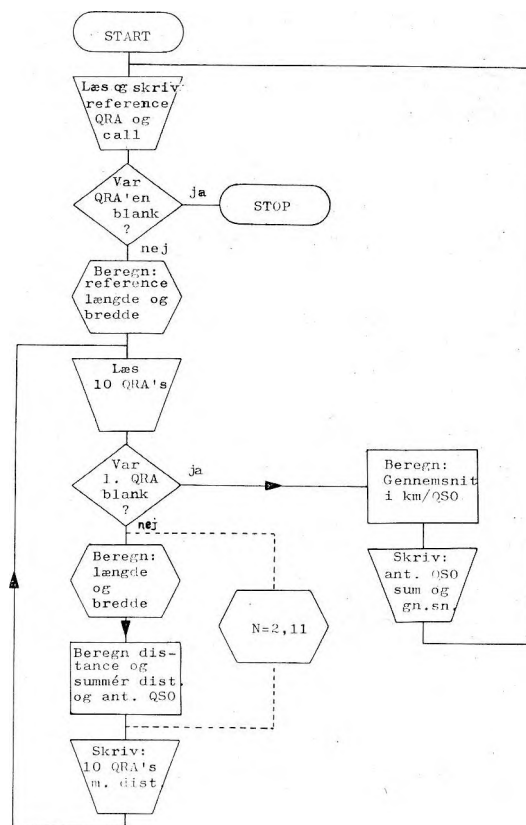 START
Læs og skriv
reference
QRA og
call
Var
QRA'en
blank
?
ja
STOP
nej
Beregn:
reference
længde og
bredde
Læs
10 QRA's
Var
1. QRA
blank
?
ja
Beregn:
Gennemsnit
i km/QSO
Skriv:
ant. QSO
sum og
gn.sn.
nej
Beregn:
længde
og
bredde
N=2,11
Beregn dis-
tance og
summér dist.
og ant. QSO
Skriv:
10 QRA's
m. dist.